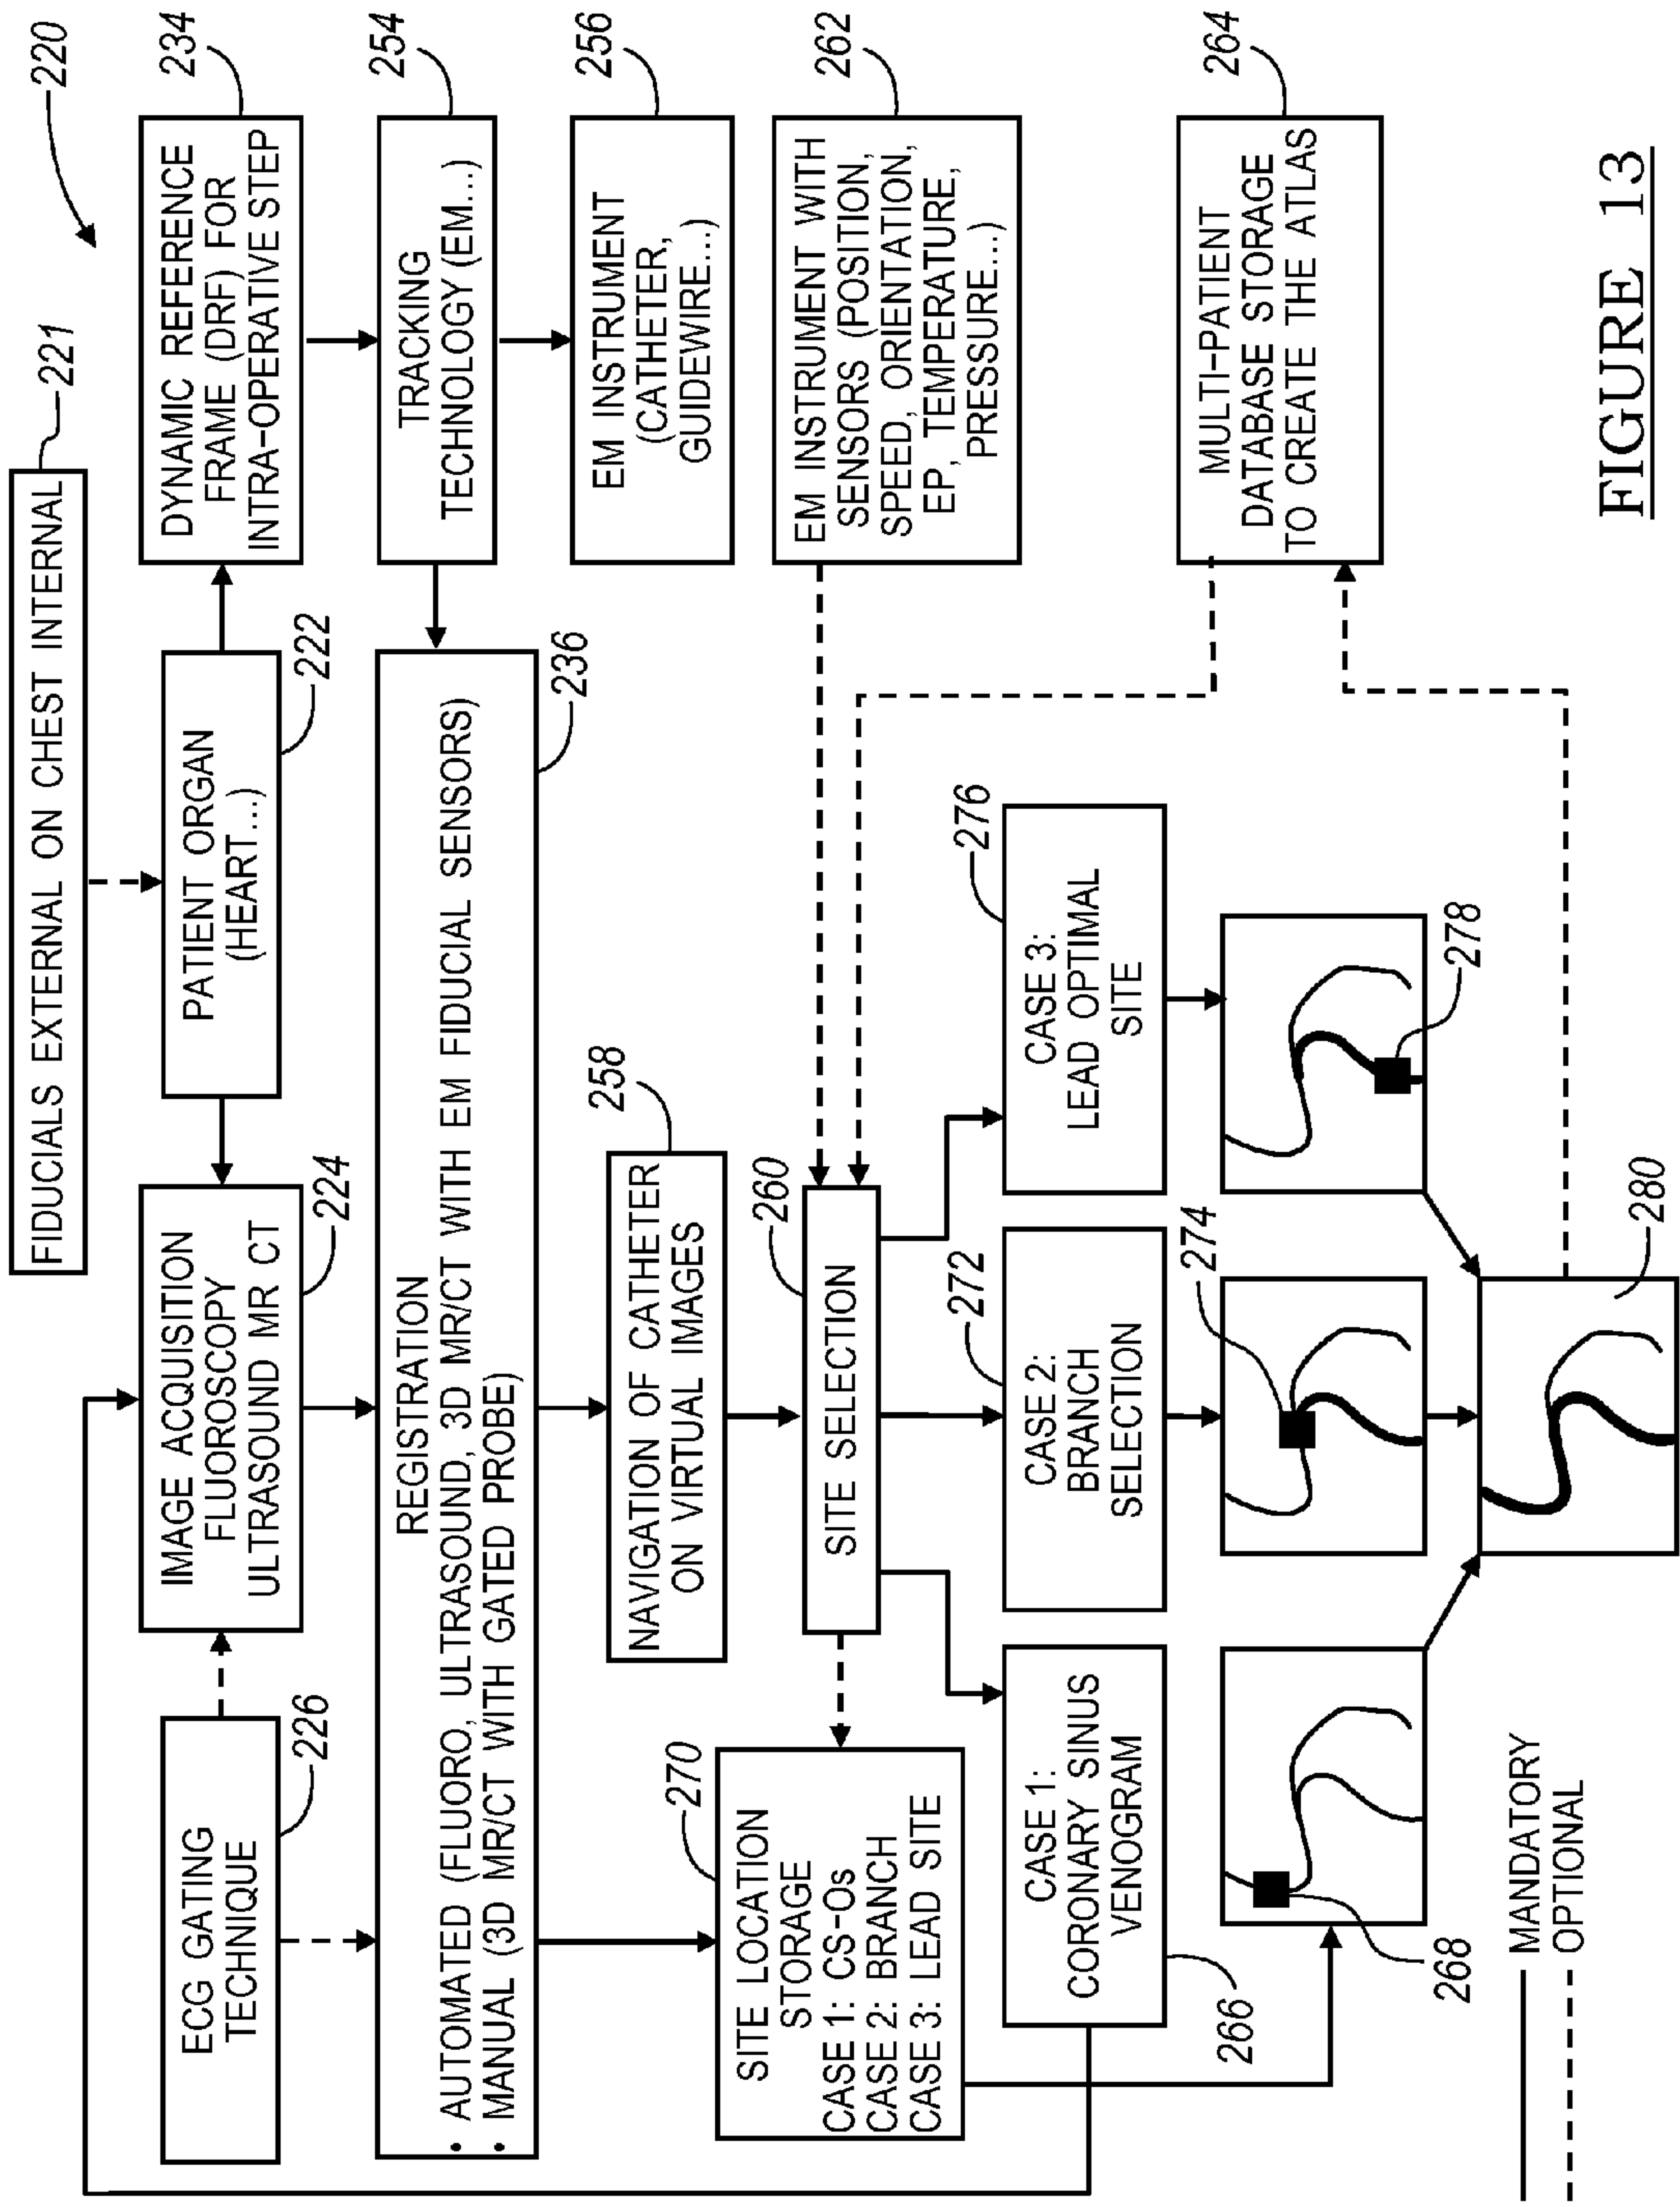 220
FIDUCIALS EXTERNAL ON CHEST INTERNAL
221
ECG GATING
TECHNIQUE
226
IMAGE ACQUISITION
FLUOROSCOPY
ULTRASOUND MR CT
224
PATIENT ORGAN
(HEART...)
222
DYNAMIC REFERENCE
FRAME (DRF) FOR
INTRA-OPERATIVE STEP
234
REGISTRATION
• AUTOMATED (FLUORO, ULTRASOUND, 3D MR/CT WITH EM FIDUCIAL SENSORS)
• MANUAL (3D MR/CT WITH GATED PROBE)
236
TRACKING
TECHNOLOGY (EM...)
254
EM INSTRUMENT
(CATHETER,
GUIDEWIRE...)
256
NAVIGATION OF CATHETER
ON VIRTUAL IMAGES
258
SITE LOCATION
STORAGE
CASE 1: CS-Os
CASE 2: BRANCH
CASE 3: LEAD SITE
270
SITE SELECTION
260
EM INSTRUMENT WITH
SENSORS (POSITION,
SPEED, ORIENTATION,
EP, TEMPERATURE,
PRESSURE...)
262
CASE 1:
CORONARY SINUS
VENOGRAM
266
CASE 2:
BRANCH
SELECTION
272
CASE 3:
LEAD OPTIMAL
SITE
276
MULTI-PATIENT
DATABASE STORAGE
TO CREATE THE ATLAS
264
268
274
278
280
MANDATORY
OPTIONAL
FIGURE 13